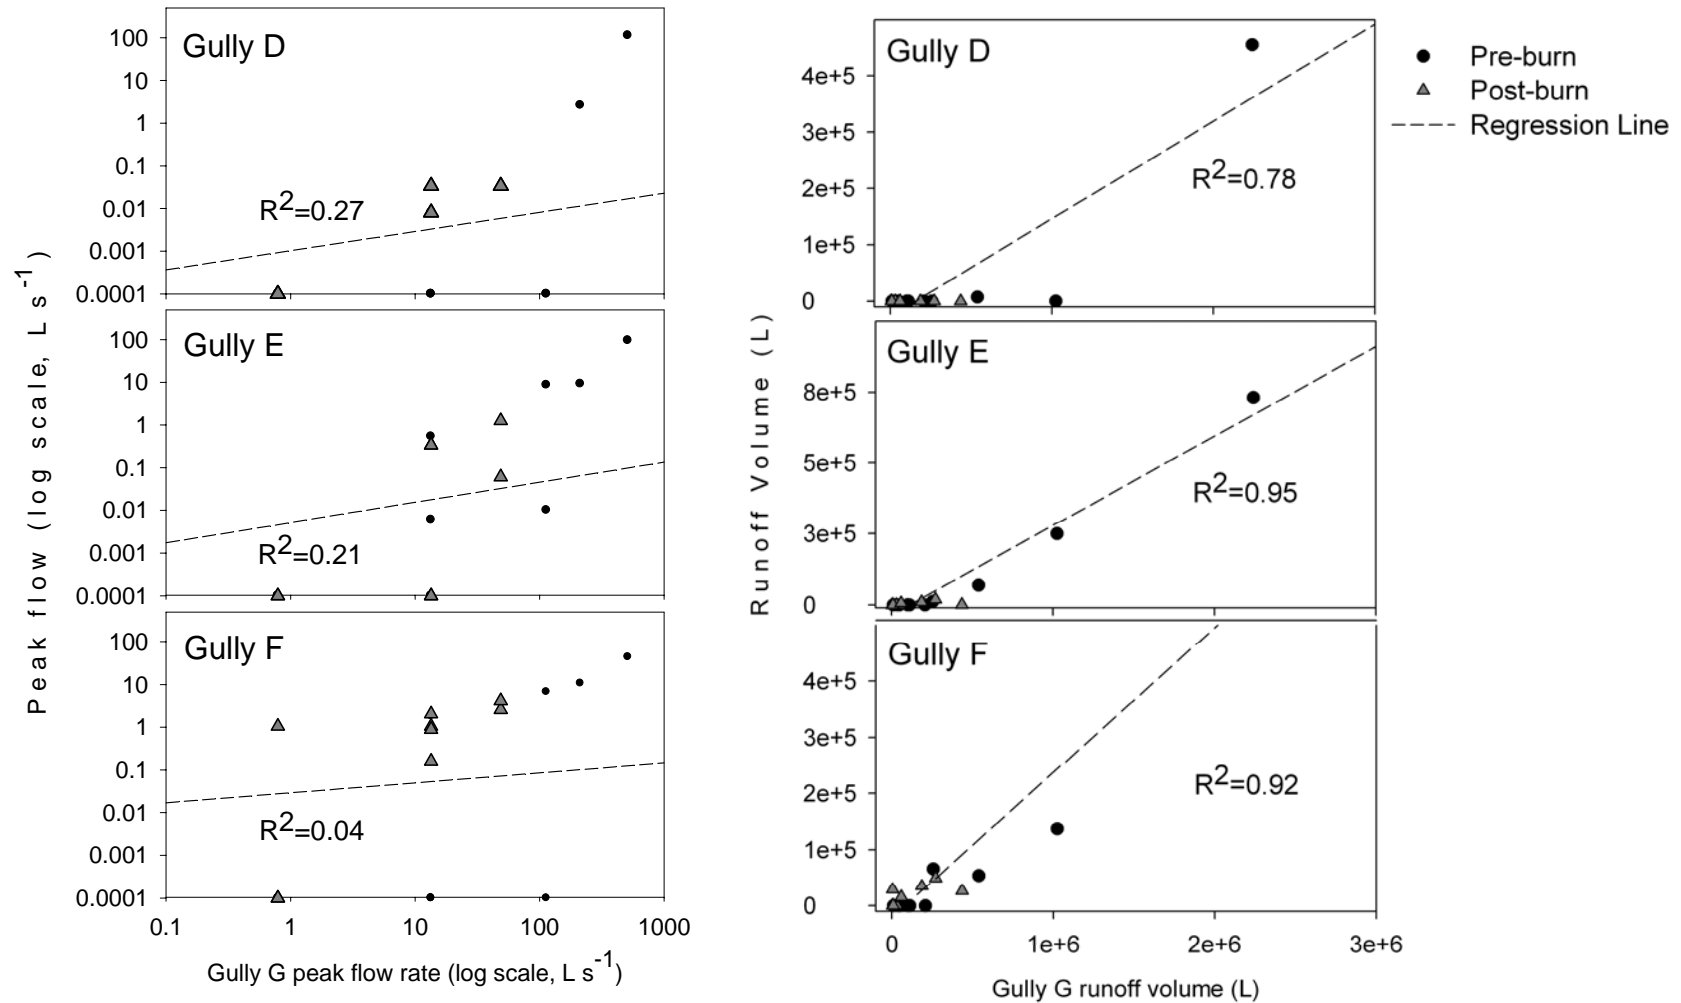 Peak flow (log scale, L s-1)
Gully D
100
10
1
0.1
0.01
0.001
0.0001
R2=0.27
Gully E
100
10
1
0.1
0.01
0.001
0.0001
R2=0.21
Gully F
100
10
1
0.1
0.01
0.001
0.0001
R2=0.04
0.1 1 10 100 1000
Gully G peak flow rate (log scale, L s-1)
Runoff Volume (L)
Gully D
4e+5
3e+5
2e+5
1e+5
0
R2=0.78
Gully E
8e+5
5e+5
3e+5
0
R2=0.95
Gully F
4e+5
3e+5
2e+5
1e+5
0
R2=0.92
0 1e+6 2e+6 3e+6
Gully G runoff volume (L)
Pre-burn
Post-burn
Regression Line